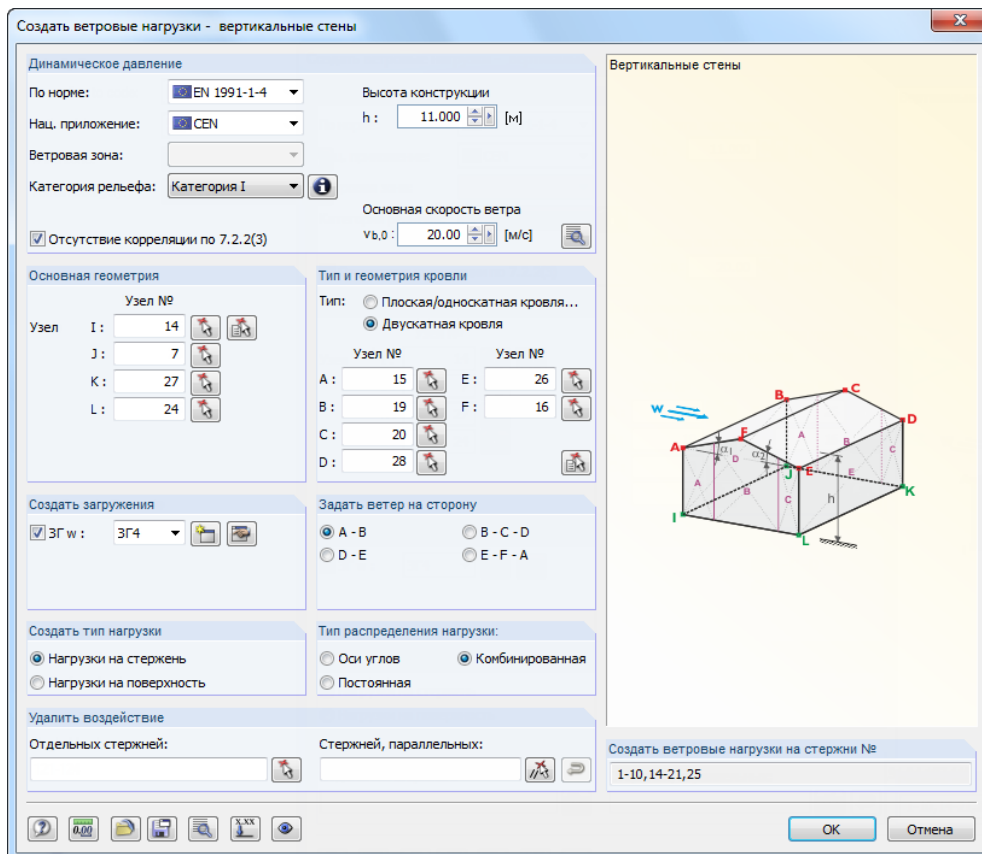 Создать ветровые нагрузки - вертикальные стены
Динамическое давление
По норме: EN 1991-1-4
Нац. приложение: CEN
Ветровая зона:
Категория рельефа: Категория I
Отсутствие корреляции по 7.2.2(3)
Высота конструкции
h : 11.000 [м]
Основная скорость ветра
vb,0 : 20.00 [м/с]
Основная геометрия
Узел №
Узел I : 14
J : 7
K : 27
L : 24
Тип и геометрия кровли
Тип: Плоская/односкатная кровля...
Двускатная кровля
Узел № Узел №
A : 15 E : 26
B : 19 F : 16
C : 20
D : 28
Создать загружения
ЗГ w : ЗГ4
Задать ветер на сторону
A - B B - C - D
D - E E - F - A
Создать тип нагрузки
Нагрузки на стержень
Нагрузки на поверхность
Тип распределения нагрузки:
Оси углов Комбинированная
Постоянная
Удалить воздействие
Отдельных стержней: Стержней, параллельных:
Вертикальные стены
w
B
C
A
F
D
α1
D
α2
A
B
C
E
J
E
A
B
C
h
K
I
L
Создать ветровые нагрузки на стержни №
1-10,14-21,25
0.00
x.xx
OK Отмена